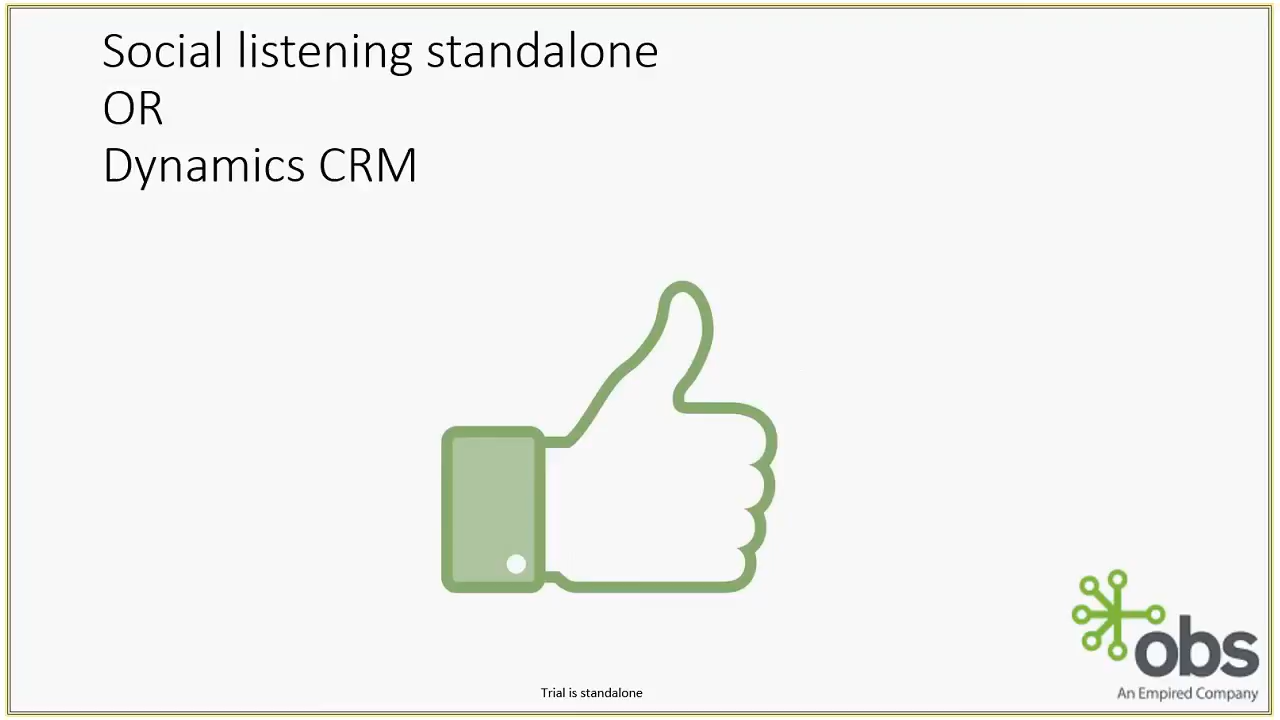 Social listening standalone
OR
Dynamics CRM
obs
An Empired Company
Trial is standalone